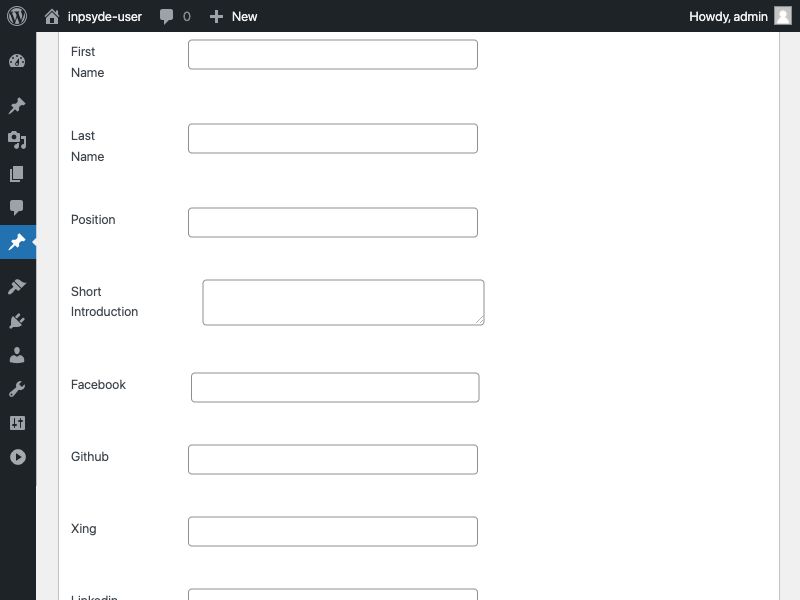 inpsyde-user 0 New Howdy, admin
First
Name
Last
Name
Position
Short
Introduction
Facebook
Github
Xing
Linkedin